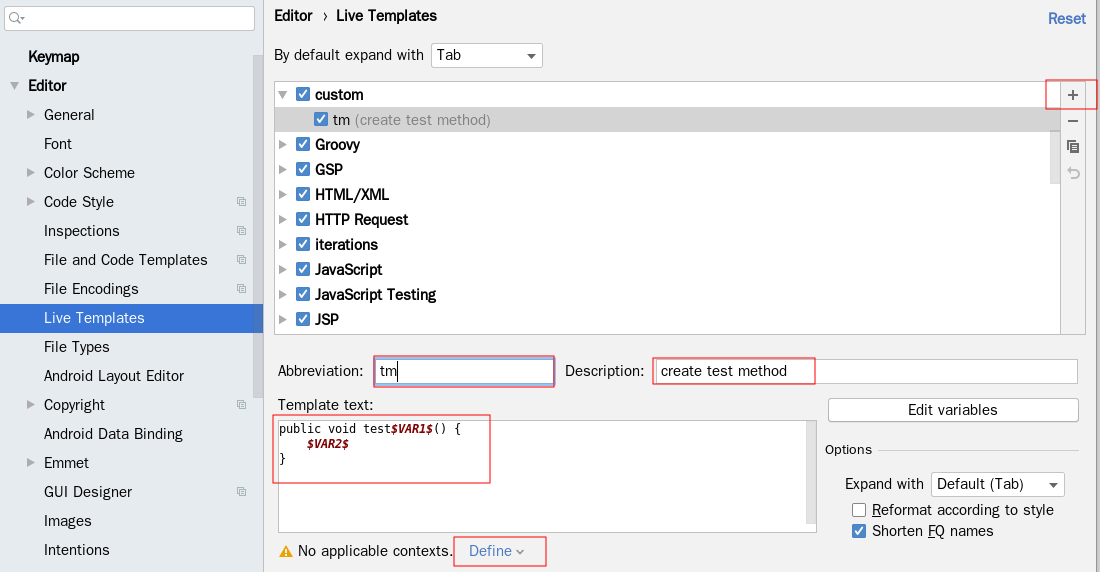 Keymap
Editor
General
Font
Color Scheme
Code Style
Inspections
File and Code Templates
File Encodings
Live Templates
File Types
Android Layout Editor
Copyright
Android Data Binding
Emmet
GUI Designer
Images
Intentions
Editor › Live Templates
Reset
By default expand with Tab
custom
tm (create test method)
Groovy
GSP
HTML/XML
HTTP Request
iterations
JavaScript
JavaScript Testing
JSP
Abbreviation: tm Description: create test method
Template text:
public void test$VAR1$() {
$VAR2$
}
No applicable contexts. Define
Edit variables
Options
Expand with Default (Tab)
Reformat according to style
Shorten FQ names